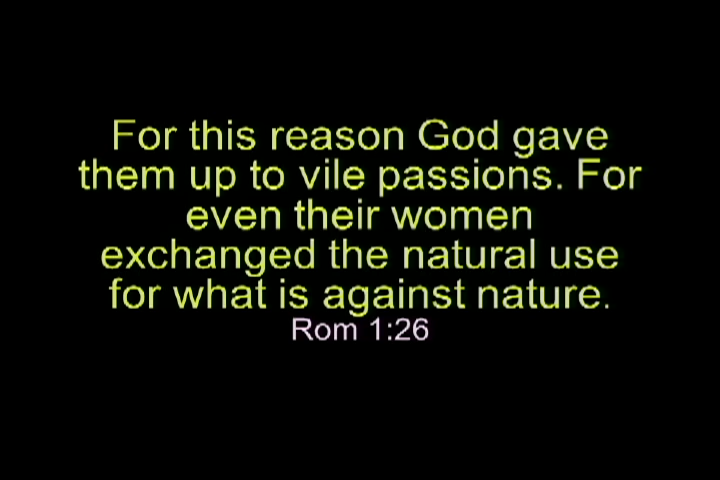 For this reason God gave
them up to vile passions. For
even their women
exchanged the natural use
for what is against nature.
Rom 1:26